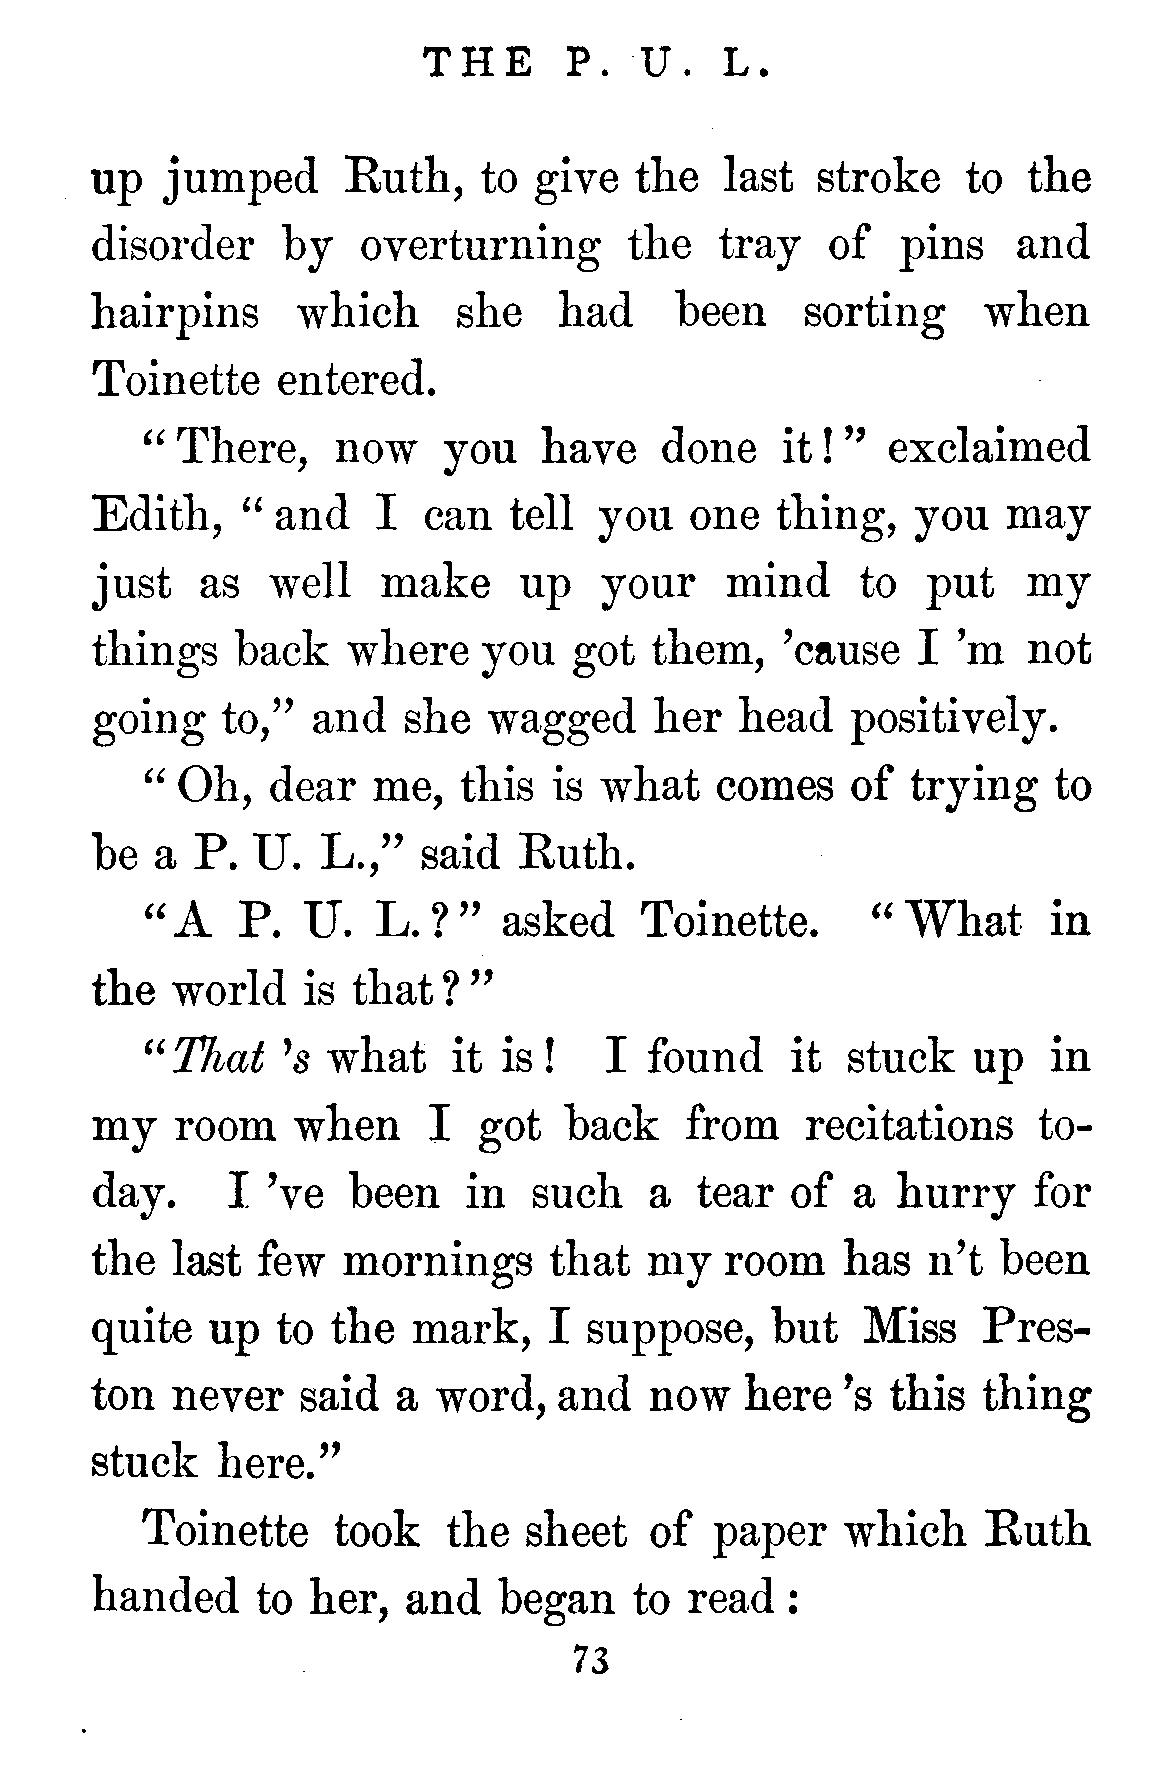 THE P. U. L.
up jumped Ruth, to give the last stroke to the
disorder by overturning the tray of pins and
hairpins which she had been sorting when
Toinette entered.
“There, now you have done it!” exclaimed
Edith, “and I can tell you one thing, you may
just as well make up your mind to put my
things back where you got them, ’cause I ’m not
going to,” and she wagged her head positively.
“Oh, dear me, this is what comes of trying to
be a P. U. L.,” said Ruth.
“A P. U. L.?” asked Toinette. “What in
the world is that?”
“That ’s what it is! I found it stuck up in
my room when I got back from recitations to-
day. I ’ve been in such a tear of a hurry for
the last few mornings that my room has n’t been
quite up to the mark, I suppose, but Miss Pres-
ton never said a word, and now here ’s this thing
stuck here.”
Toinette took the sheet of paper which Ruth
handed to her, and began to read:
73